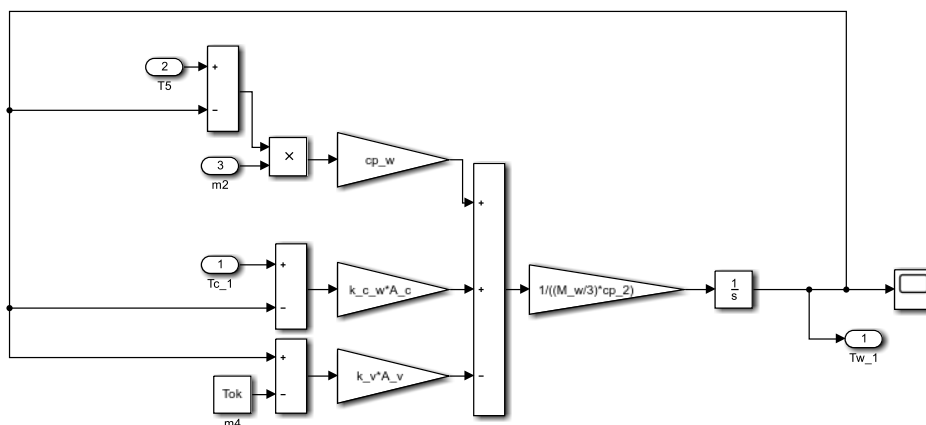 2
T5
+
−
3
m2
×
cp_w
+
1
Tc_1
+
−
k_c_w*A_c
+
1/((M_w/3)*cp_2)
1
s
1
Tw_1
+
−
Tok
m4
k_v*A_v
−